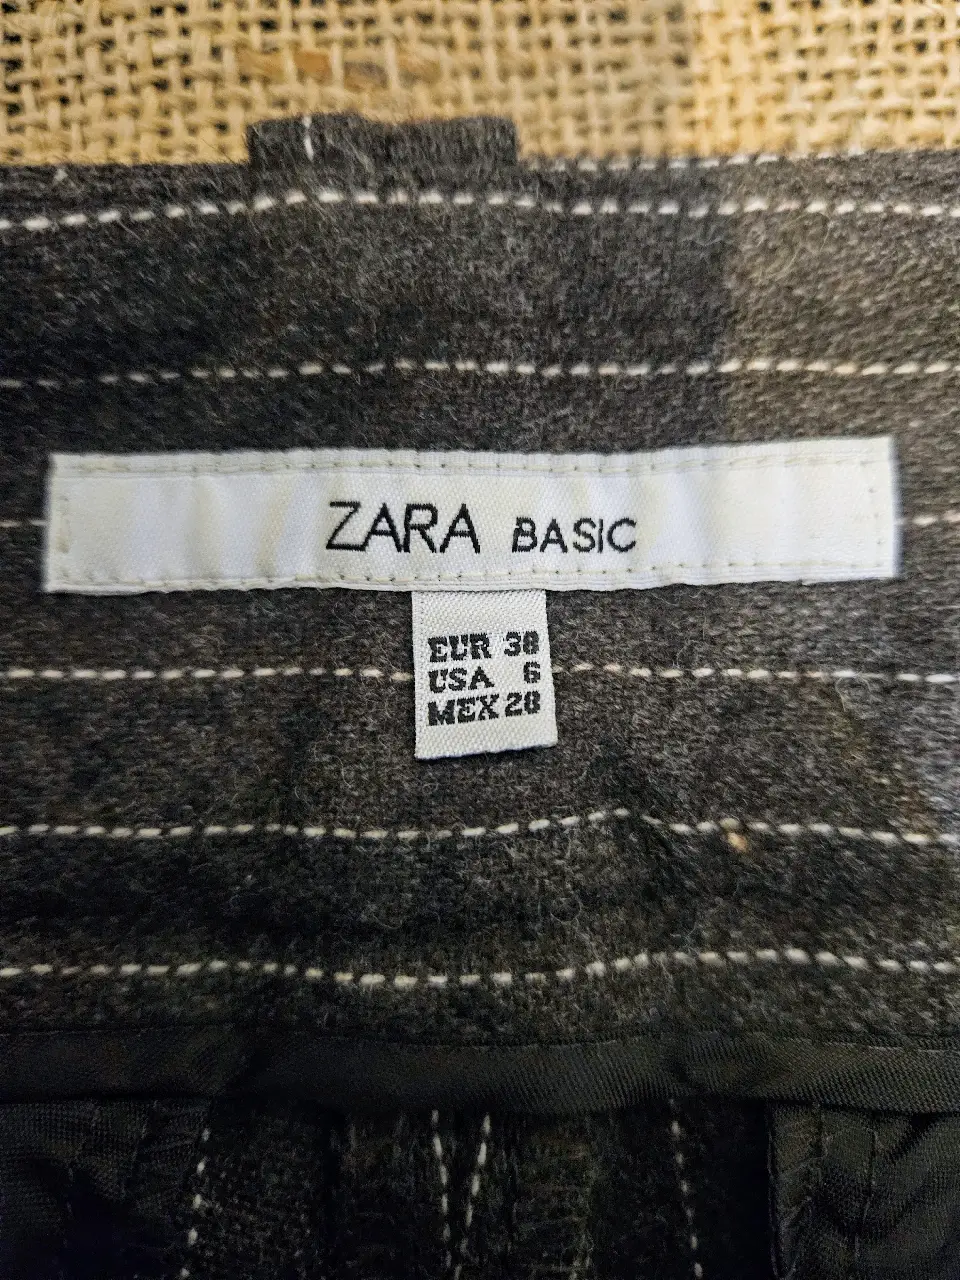 ZARA BASIC
EUR 38
USA 6
MEX 28